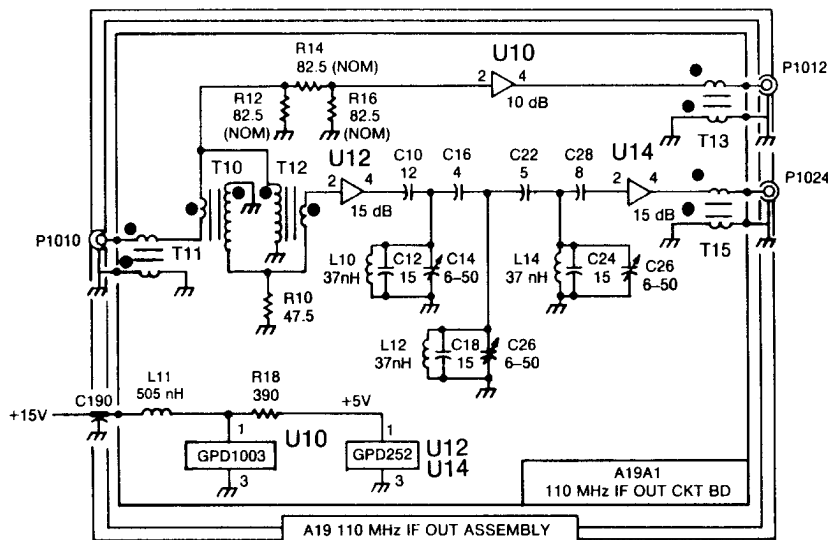 R14
82.5 (NOM)
U10
2
4
10 dB
P1012
R12
82.5
(NOM)
R16
82.5
(NOM)
T13
T10
T12
U12
2
4
15 dB
C10
12
C16
4
C22
5
C28
8
U14
2
4
15 dB
P1024
P1010
T11
T15
L10
37nH
C12
15
C14
6–50
L14
37 nH
C24
15
C26
6–50
R10
47.5
L12
37nH
C18
15
C26
6–50
+15V
C190
L11
505 nH
R18
390
+5V
1
U10
GPD1003
3
1
U12
U14
GPD252
3
A19A1
110 MHz IF OUT CKT BD
A19 110 MHz IF OUT ASSEMBLY